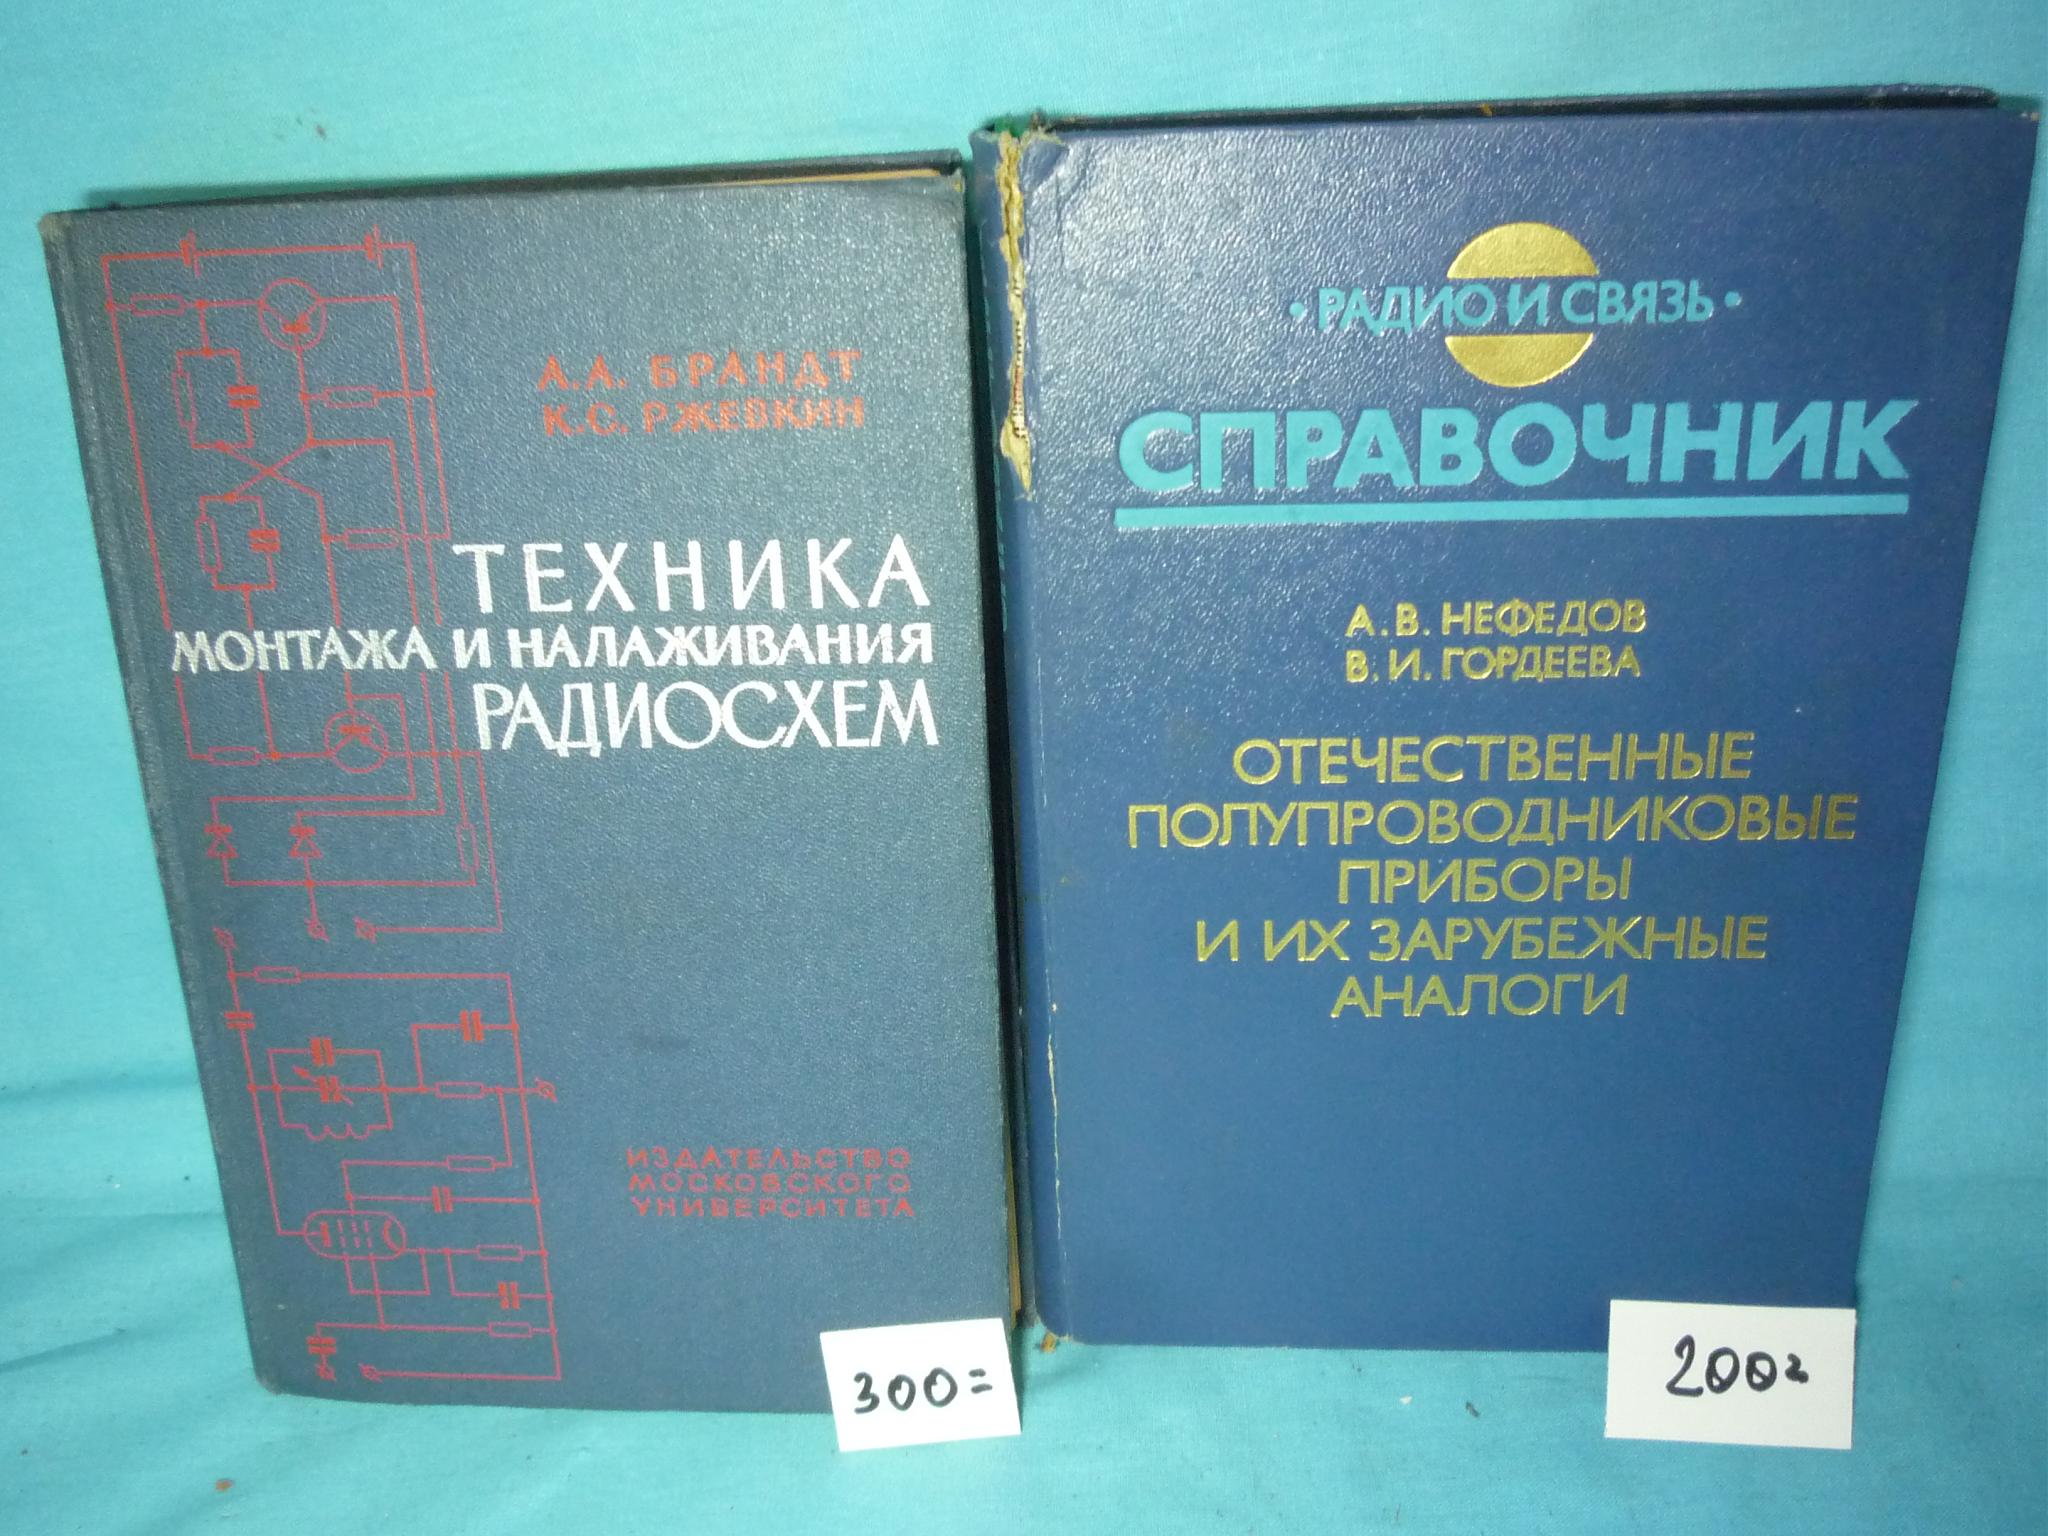 А.А. БРАНДТ
К.С. РЖЕВКИН
ТЕХНИКА
МОНТАЖА И НАЛАЖИВАНИЯ
РАДИОСХЕМ
ИЗДАТЕЛЬСТВО
МОСКОВСКОГО
УНИВЕРСИТЕТА
300=
• РАДИО И СВЯЗЬ •
СПРАВОЧНИК
А. В. НЕФЕДОВ
В. И. ГОРДЕЕВА
ОТЕЧЕСТВЕННЫЕ
ПОЛУПРОВОДНИКОВЫЕ
ПРИБОРЫ
И ИХ ЗАРУБЕЖНЫЕ
АНАЛОГИ
200=